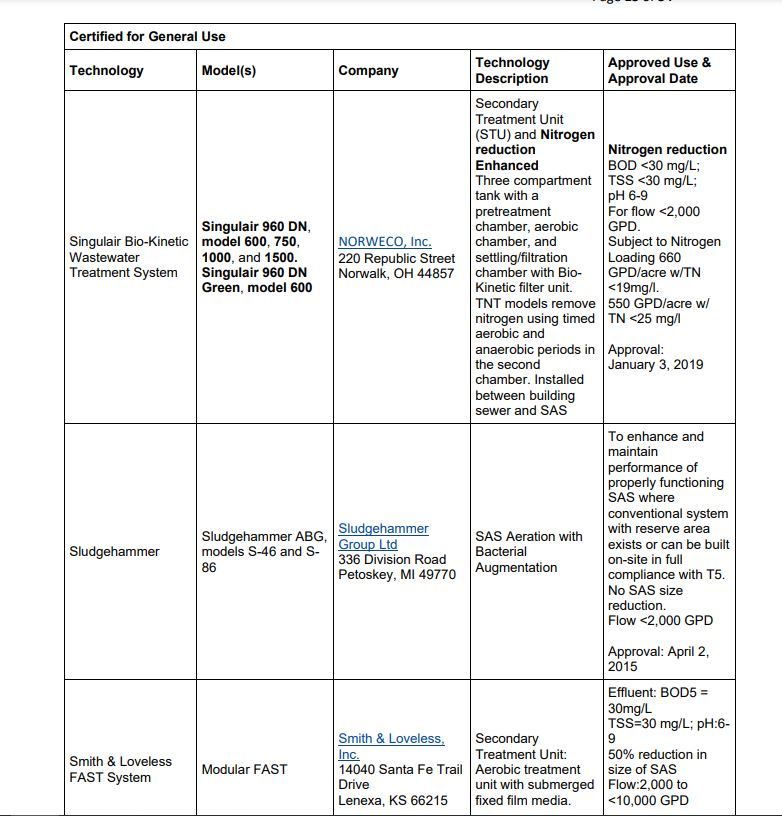 Certified for General Use
Technology
Model(s)
Company
Technology
Description
Approved Use &
Approval Date
Singulair Bio-Kinetic
Wastewater
Treatment System
Singulair 960 DN,
model 600, 750,
1000, and 1500.
Singulair 960 DN
Green, model 600
NORWECO, Inc.
220 Republic Street
Norwalk, OH 44857
Secondary
Treatment Unit
(STU) and Nitrogen
reduction
Enhanced
Three compartment
tank with a
pretreatment
chamber, aerobic
chamber, and
settling/filtration
chamber with Bio-
Kinetic filter unit.
TNT models remove
nitrogen using timed
aerobic and
anaerobic periods in
the second
chamber. Installed
between building
sewer and SAS
Nitrogen reduction
BOD <30 mg/L;
TSS <30 mg/L;
pH 6-9
For flow <2,000
GPD.
Subject to Nitrogen
Loading 660
GPD/acre w/TN
<19mg/l.
550 GPD/acre w/
TN <25 mg/l
Approval:
January 3, 2019
Sludgehammer
Sludgehammer ABG,
models S-46 and S-
86
Sludgehammer
Group Ltd
336 Division Road
Petoskey, MI 49770
SAS Aeration with
Bacterial
Augmentation
To enhance and
maintain
performance of
properly functioning
SAS where
conventional system
with reserve area
exists or can be built
on-site in full
compliance with T5.
No SAS size
reduction.
Flow <2,000 GPD
Approval: April 2,
2015
Smith & Loveless
FAST System
Modular FAST
Smith & Loveless,
Inc.
14040 Santa Fe Trail
Drive
Lenexa, KS 66215
Secondary
Treatment Unit:
Aerobic treatment
unit with submerged
fixed film media.
Effluent: BOD5 =
30mg/L
TSS=30 mg/L; pH:6-
9
50% reduction in
size of SAS
Flow:2,000 to
<10,000 GPD